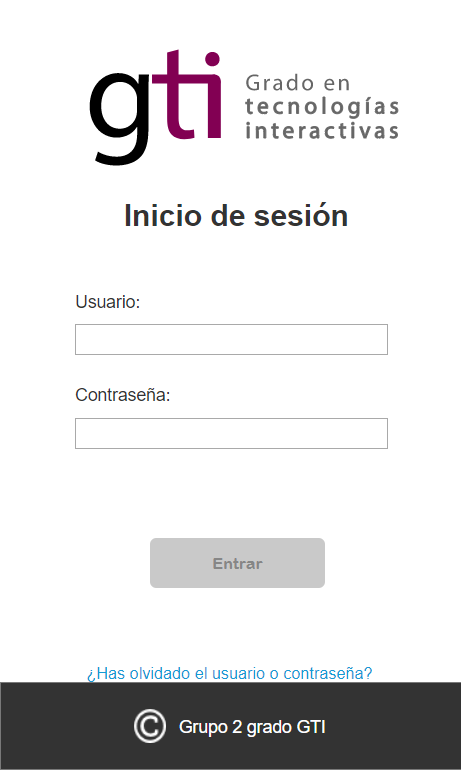 gti
Grado en
tecnologías
interactivas
Inicio de sesión
Usuario:
Contraseña:
Entrar
¿Has olvidado el usuario o contraseña?
© Grupo 2 grado GTI